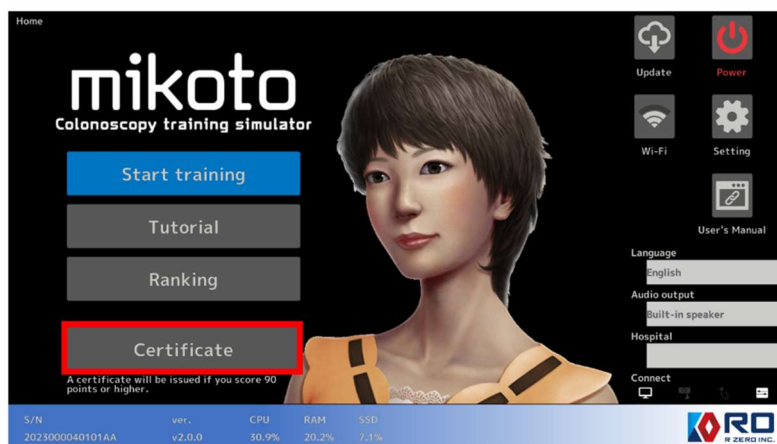 Home
mikoto
Colonoscopy training simulator
Start training
Tutorial
Ranking
Certificate
A certificate will be issued if you score 90
points or higher.
Update
Power
Wi-Fi
Setting
User's Manual
Language
English
Audio output
Built-in speaker
Hospital
Connect
S/N ver. CPU RAM SSD
2023000040101AA v2.0.0 30.9% 20.2% 7.1%
R ZERO INC.